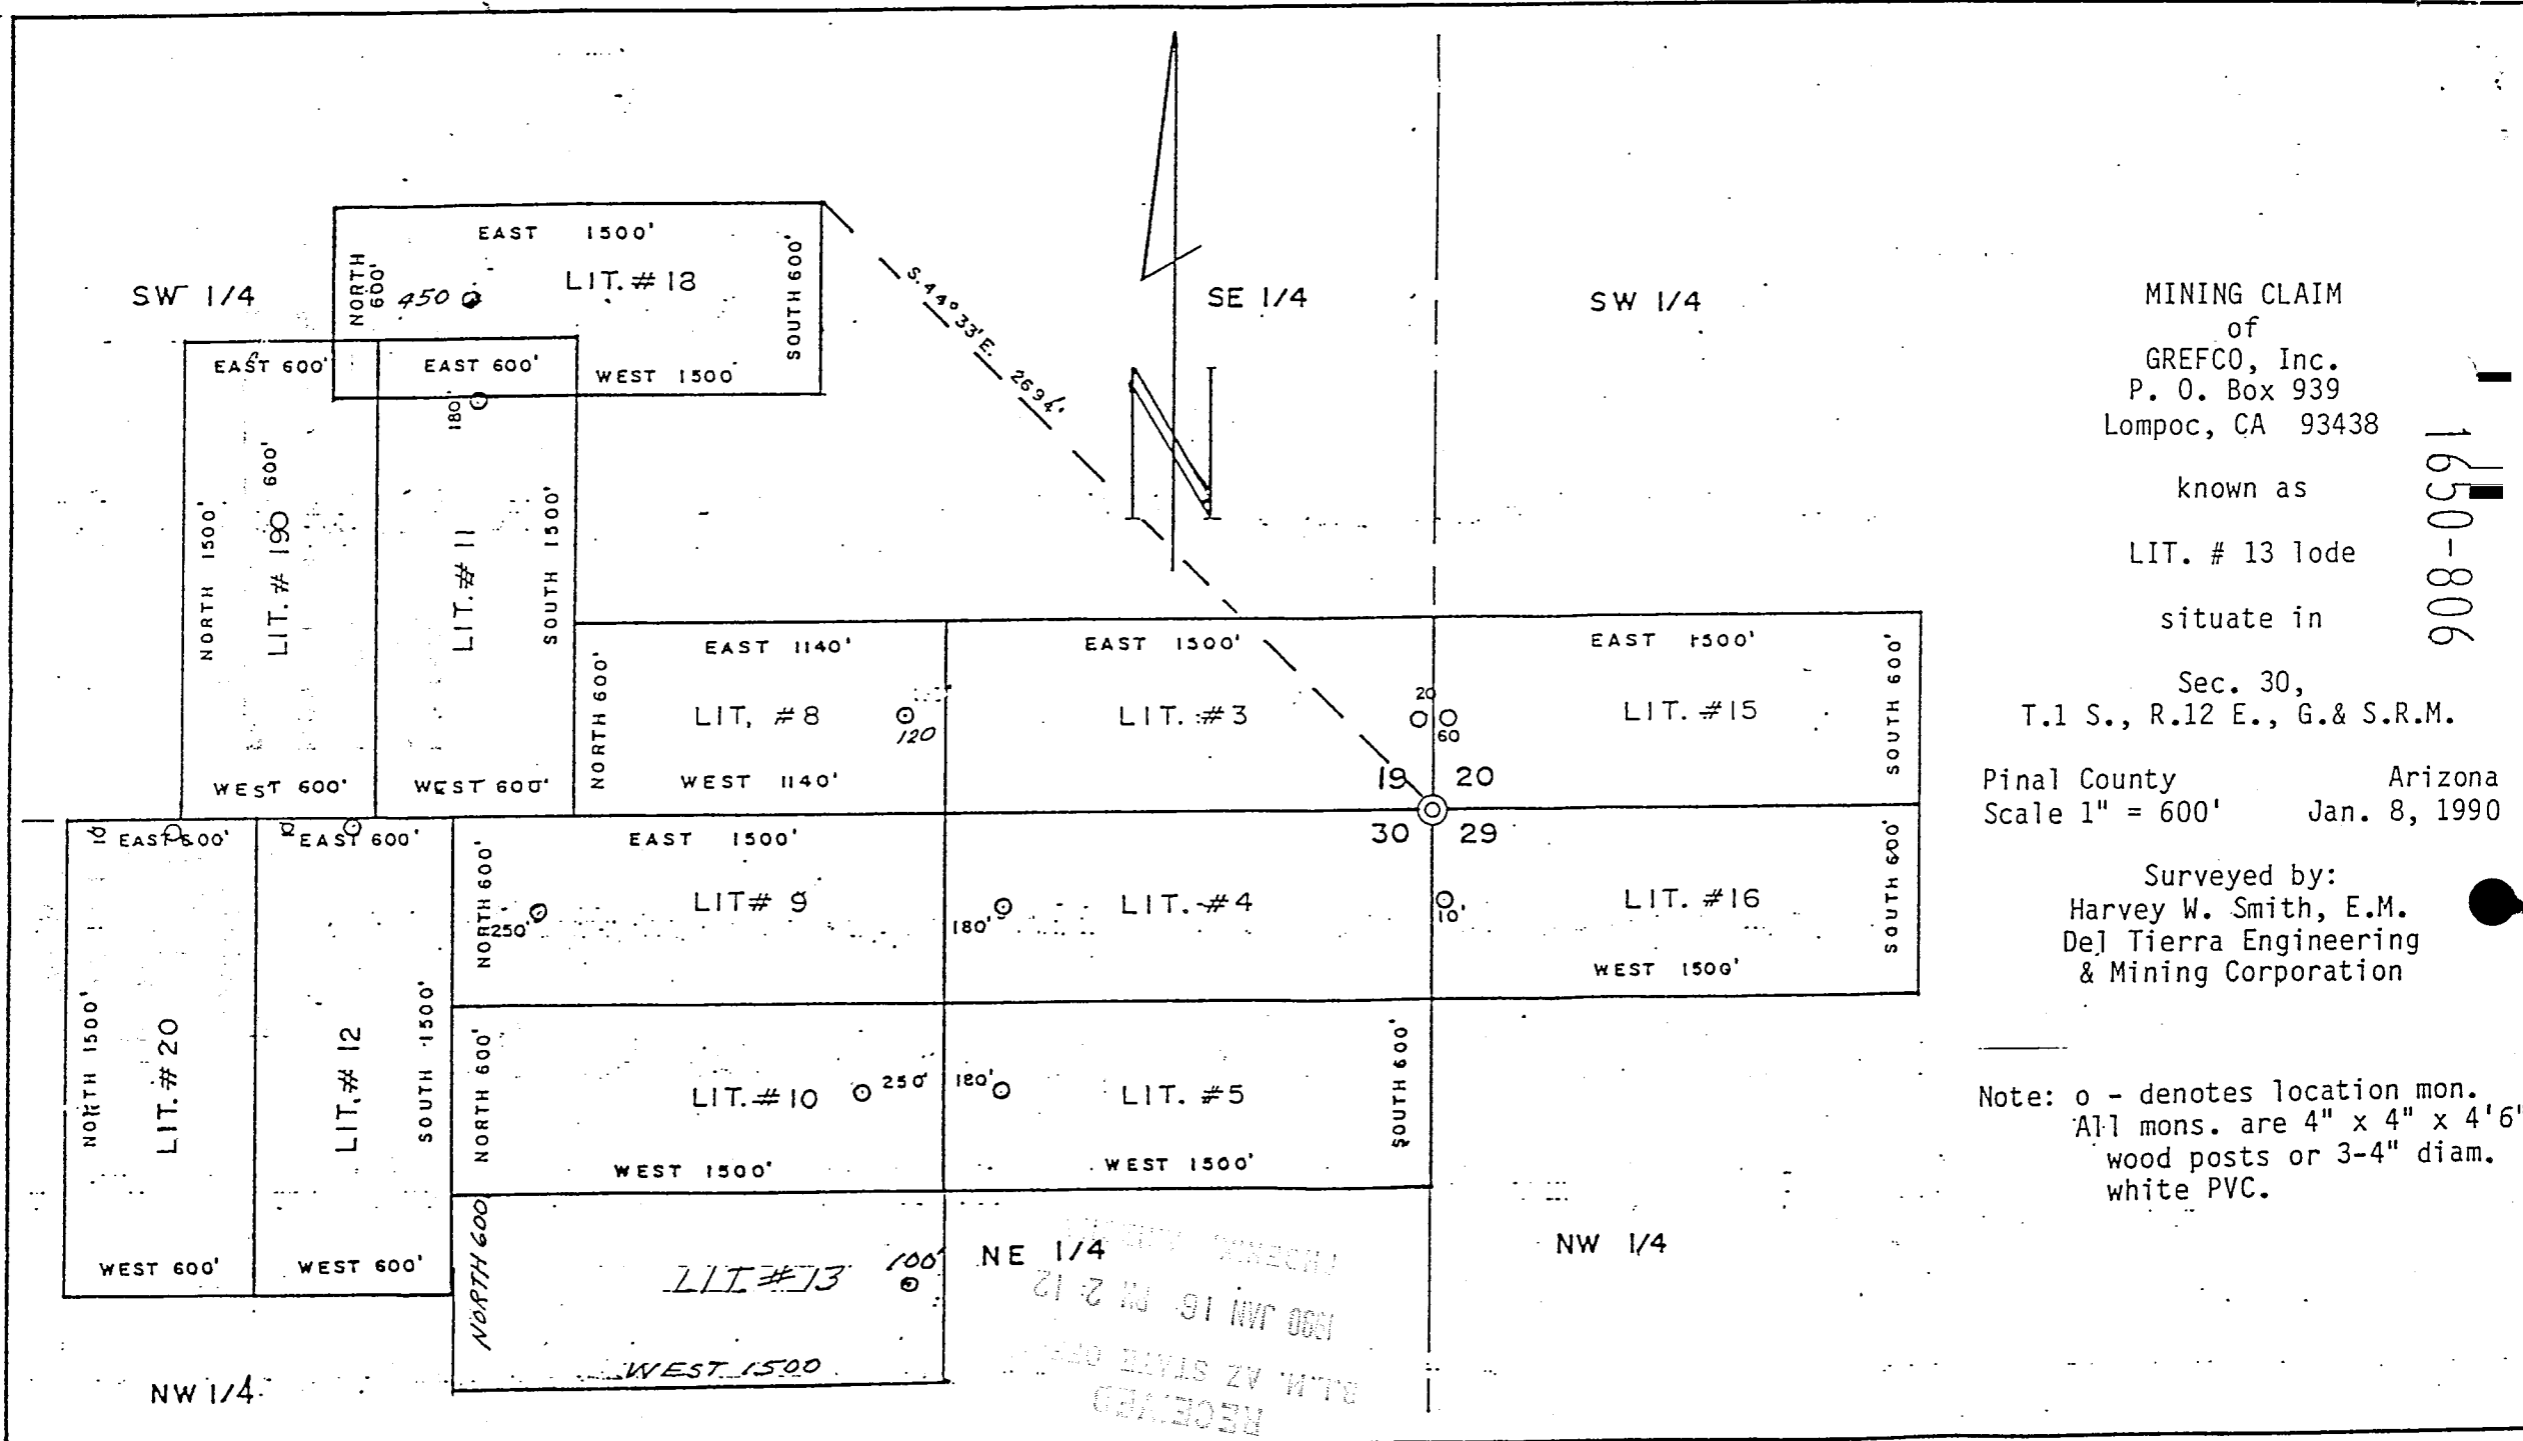 EAST 1500'
NORTH 600'
450
LIT. # 18
SOUTH 600'
WEST 1500'
SW 1/4
S. 44° 33' E. 2694'
SE 1/4
SW 1/4
EAST 600'
EAST 600'
180'
NORTH 1500'
LIT. # 190 600'
LIT. # 11
SOUTH 1500'
WEST 600'
WEST 600'
NORTH 600'
EAST 1140'
LIT, #8
120
WEST 1140'
EAST 1500'
LIT. #3
20
60
EAST 1500'
LIT. #15
SOUTH 600'
19 20
30 29
10'
EAST 600'
EAST 600'
NORTH 1500'
LIT. # 20
LIT. # 12
SOUTH 1500'
WEST 600'
WEST 600'
NORTH 600'
EAST 1500'
LIT# 9
250'
180'
LIT. #4
10'
LIT. #16
SOUTH 600'
WEST 1500'
NORTH 600'
LIT. #10
250'
WEST 1500'
180'
LIT. #5
SOUTH 600'
WEST 1500'
NORTH 600'
LIT #13
100'
WEST 1500
NE 1/4
NW 1/4
NW 1/4
RECEIVED
B.L.M. AZ STATE OFF
1990 JAN 16 PM 2:12
MINING CLAIM
of
GREFCO, Inc.
P. O. Box 939
Lompoc, CA 93438
known as
LIT. # 13 lode
situate in
Sec. 30,
T.1 S., R.12 E., G.& S.R.M.
Pinal County Arizona
Scale 1" = 600' Jan. 8, 1990
Surveyed by:
Harvey W. Smith, E.M.
Del Tierra Engineering
& Mining Corporation
Note: o - denotes location mon.
All mons. are 4" x 4" x 4'6"
wood posts or 3-4" diam.
white PVC.
1650-806